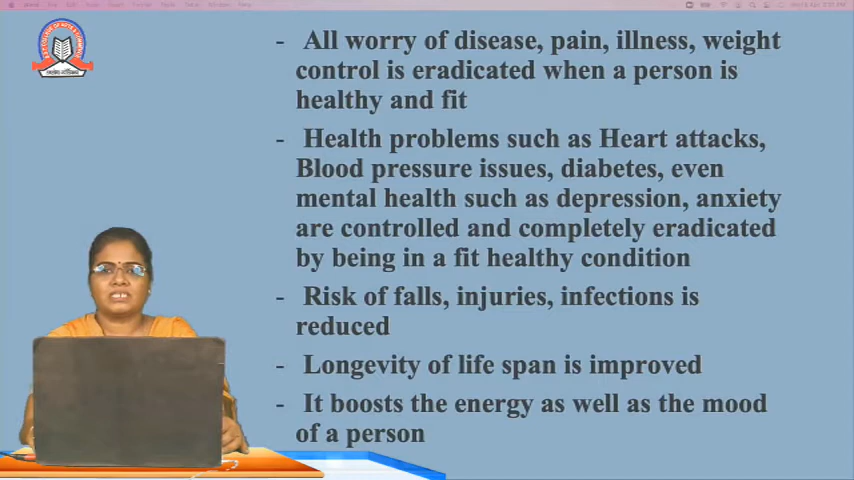 - All worry of disease, pain, illness, weight
control is eradicated when a person is
healthy and fit
- Health problems such as Heart attacks,
Blood pressure issues, diabetes, even
mental health such as depression, anxiety
are controlled and completely eradicated
by being in a fit healthy condition
- Risk of falls, injuries, infections is
reduced
- Longevity of life span is improved
- It boosts the energy as well as the mood
of a person